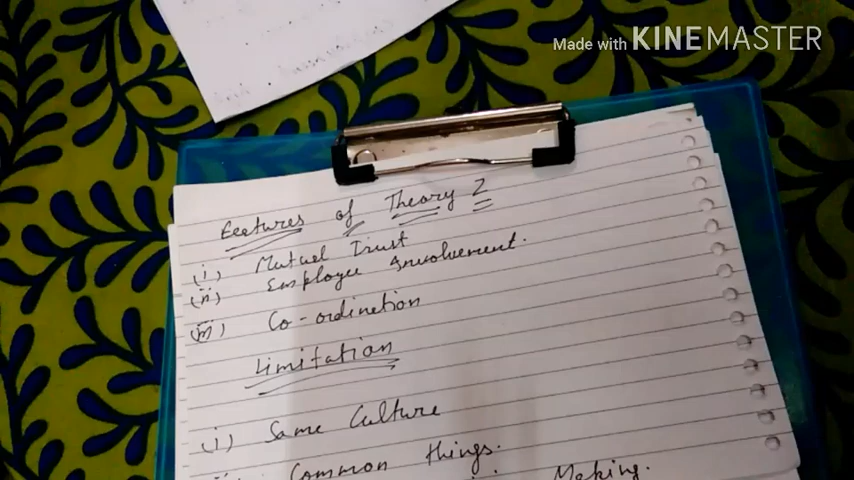 Made with KINEMASTER
Features of Theory Z
(i) Mutual Trust
(ii) Employee Involvement.
(iii) Co-ordination
Limitation
(i) Same Culture
Common things.
Making.